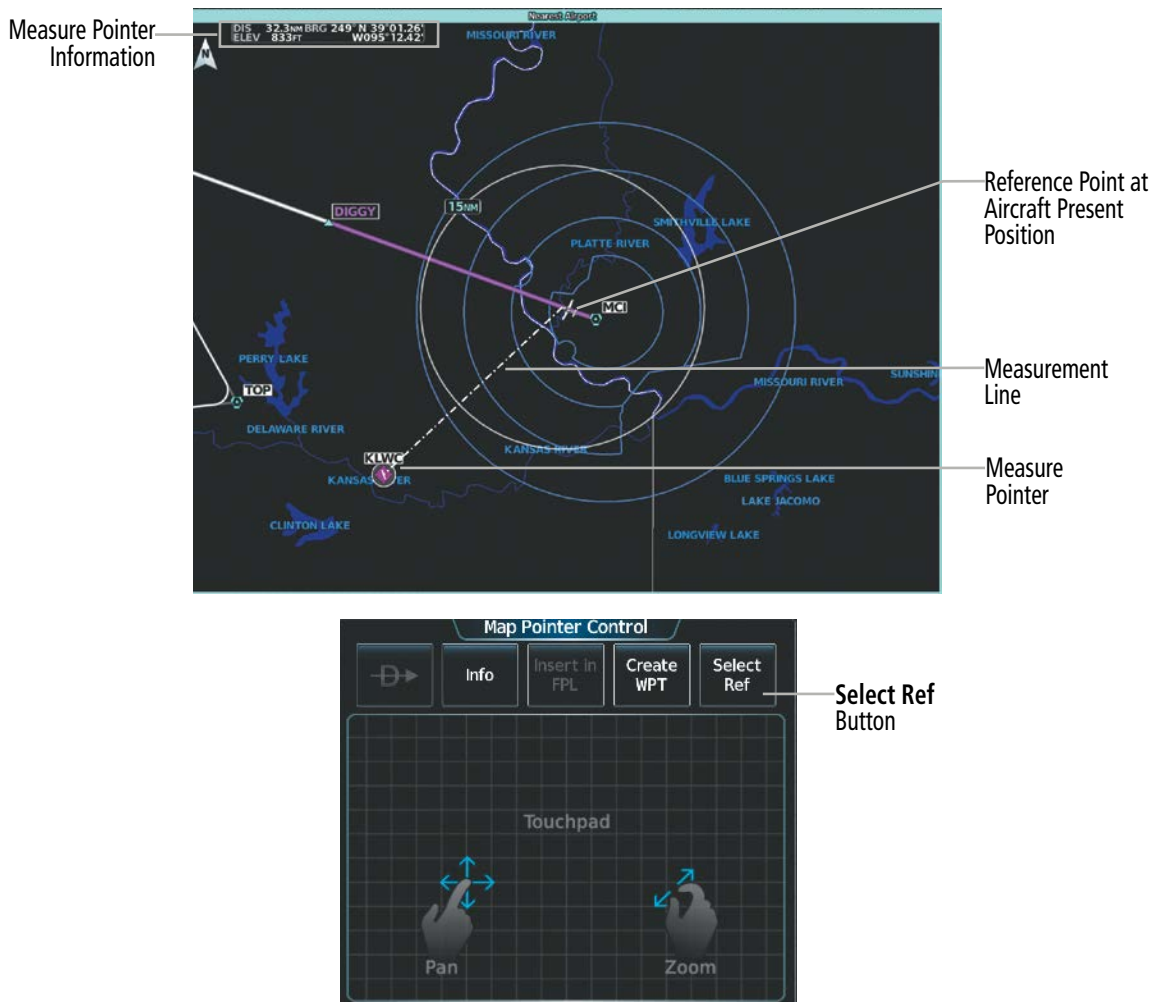 Nearest Airport
Measure Pointer
Information
DIS 32.3NM BRG 249° N 39°01.26'
ELEV 833FT W095°12.42'
MISSOURI RIVER
N
Reference Point at
Aircraft Present
Position
DIGGY
15NM
SMITHVILLE LAKE
PLATTE RIVER
MCI
PERRY LAKE
Measurement
Line
MISSOURI RIVER
SUNSHIN
TOP
DELAWARE RIVER
KANSAS RIVER
KLWC
Measure
Pointer
KANSAS VER
BLUE SPRINGS LAKE
LAKE JACOMO
CLINTON LAKE
LONGVIEW LAKE
Map Pointer Control
D
Info
Insert in
FPL
Create
WPT
Select
Ref
Select Ref
Button
Touchpad
Pan
Zoom